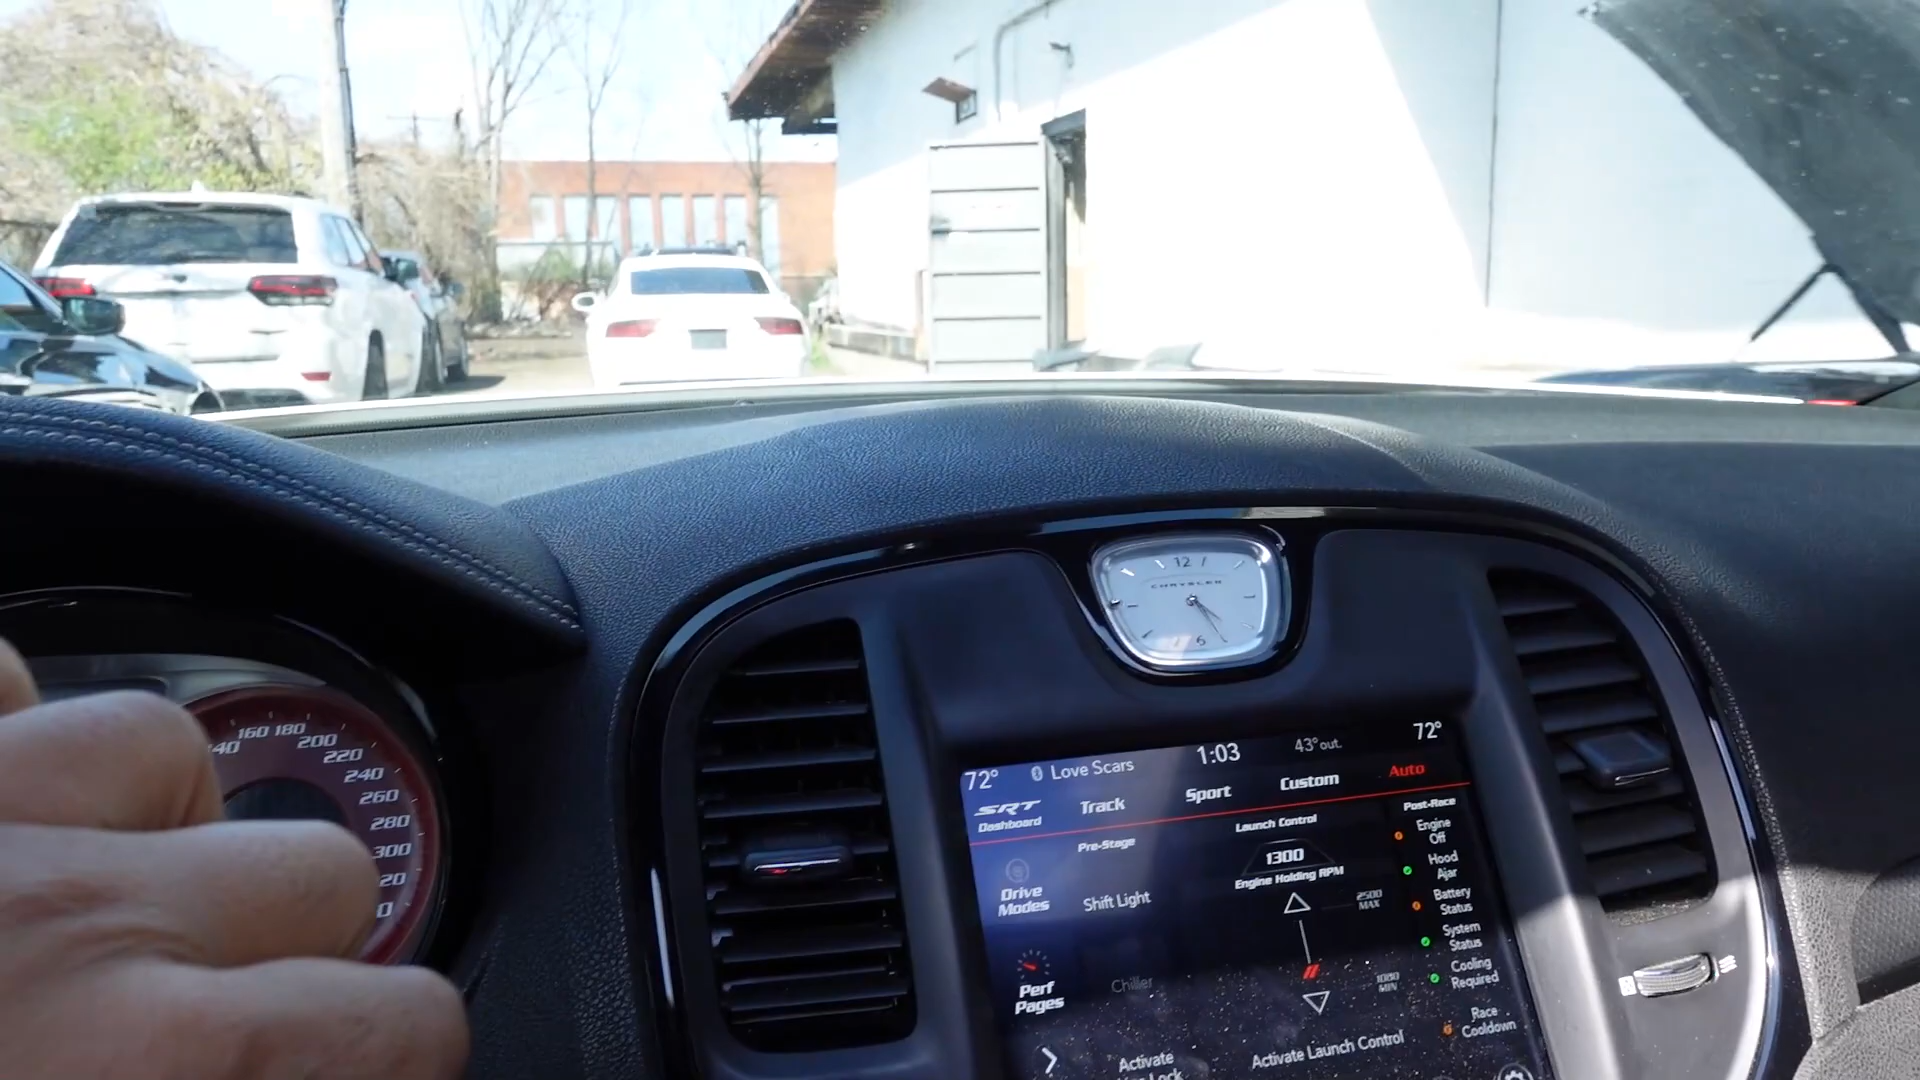 12
CHRYSLER
6
160 180
200
220
240
260
280
300
72° Love Scars 1:03 43° out. 72°
SRT Dashboard Track Sport Custom Auto
Pre-Stage
Launch Control
Post-Race
1300
Engine Holding RPM
Engine Off
Hood Ajar
Drive Modes
Shift Light
2500 MAX
Battery Status
System Status
Perf Pages
Chiller
Cooling Required
Race Cooldown
Activate
Activate Launch Control